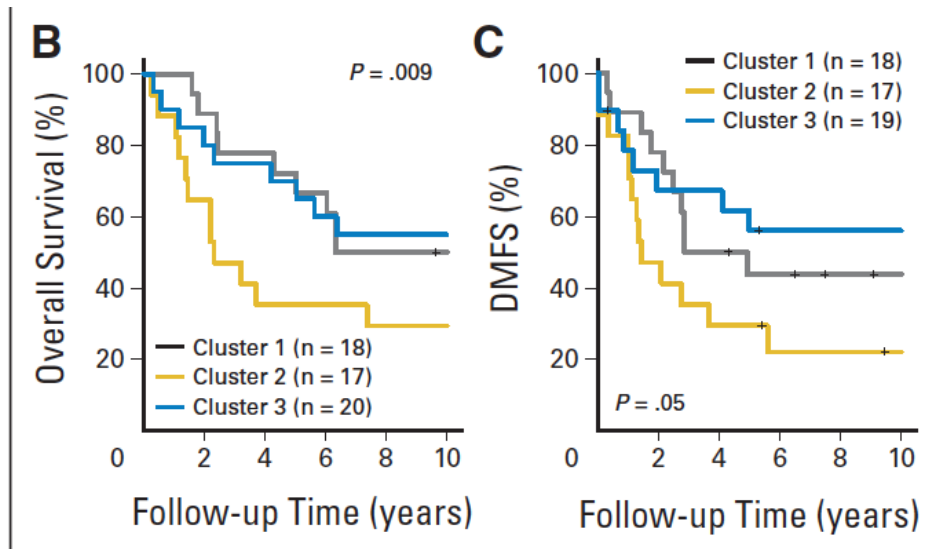 B
Overall Survival (%)
100
80
60
40
20
0
2
4
6
8
10
P = .009
Cluster 1 (n = 18)
Cluster 2 (n = 17)
Cluster 3 (n = 20)
Follow-up Time (years)
C
DMFS (%)
100
80
60
40
20
0
2
4
6
8
10
Cluster 1 (n = 18)
Cluster 2 (n = 17)
Cluster 3 (n = 19)
P = .05
Follow-up Time (years)